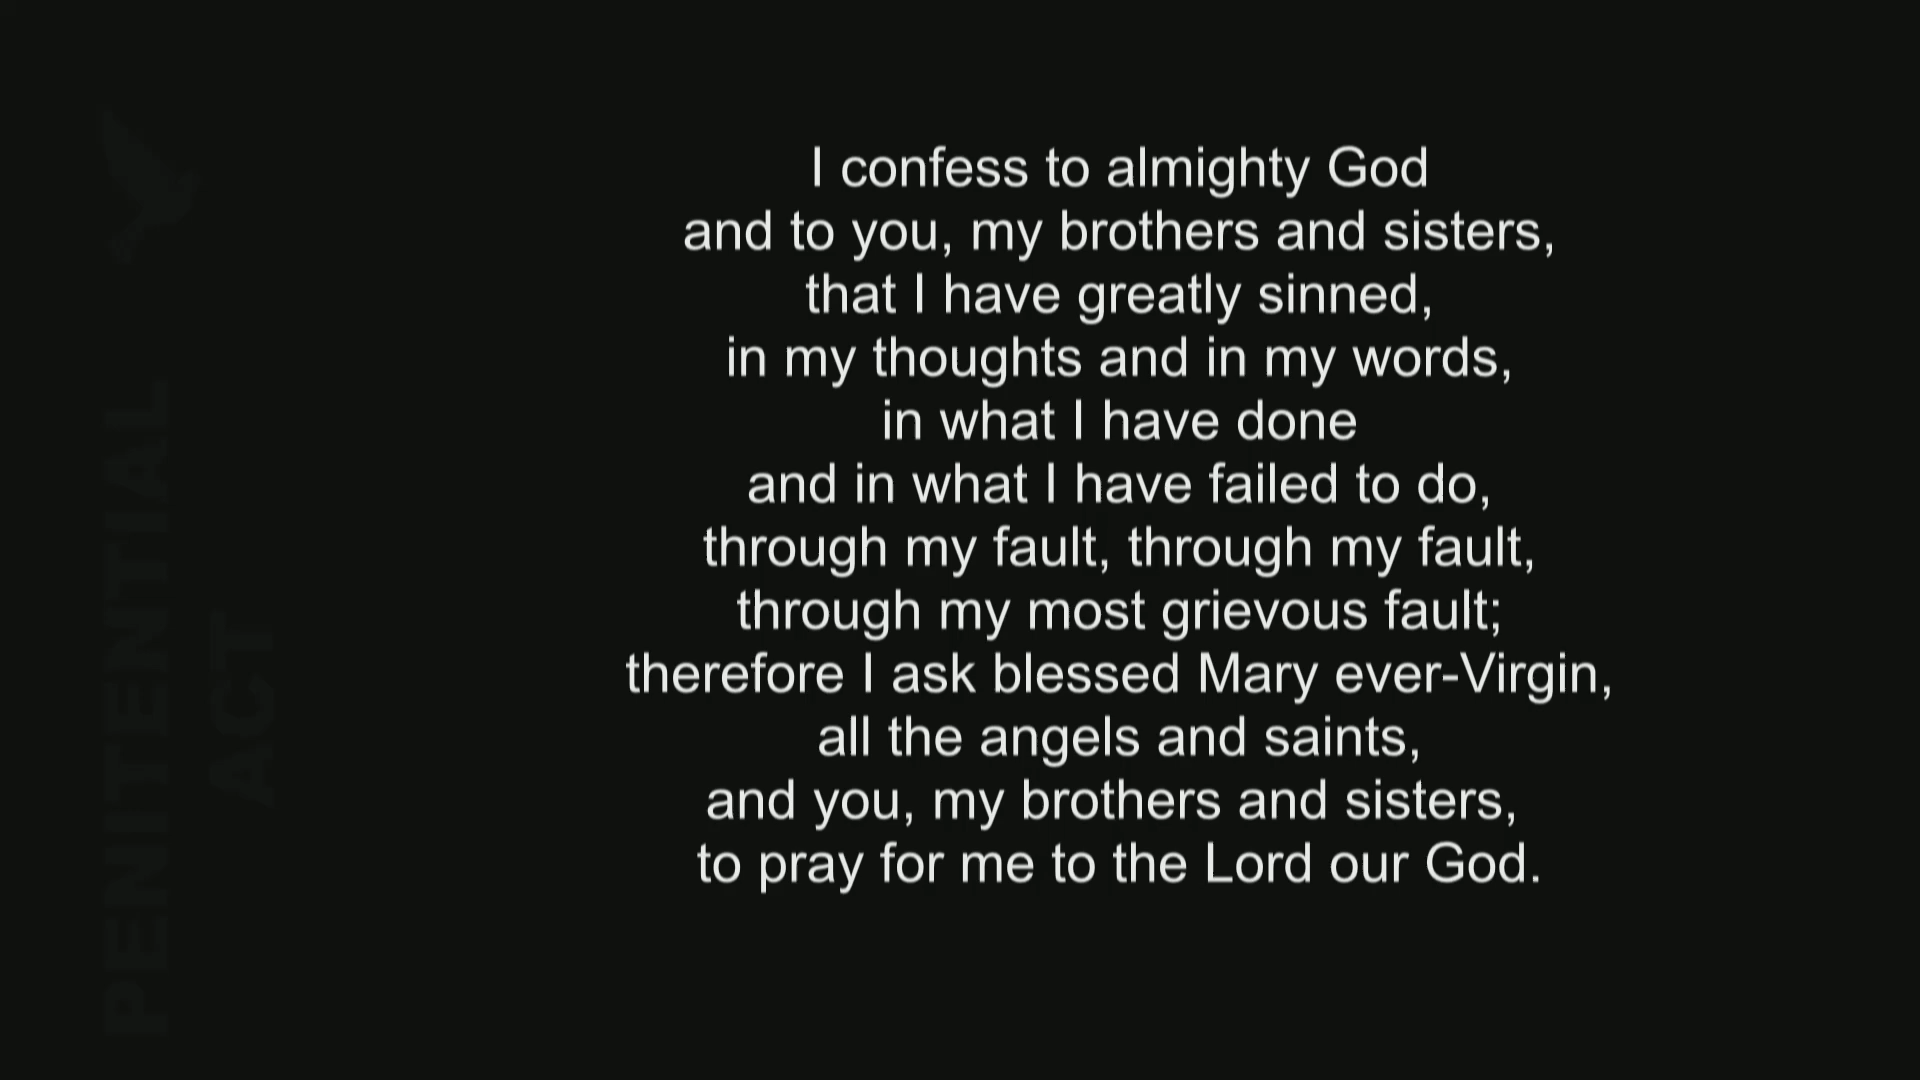 PENITENTIAL
ACT
I confess to almighty God
and to you, my brothers and sisters,
that I have greatly sinned,
in my thoughts and in my words,
in what I have done
and in what I have failed to do,
through my fault, through my fault,
through my most grievous fault;
therefore I ask blessed Mary ever-Virgin,
all the angels and saints,
and you, my brothers and sisters,
to pray for me to the Lord our God.